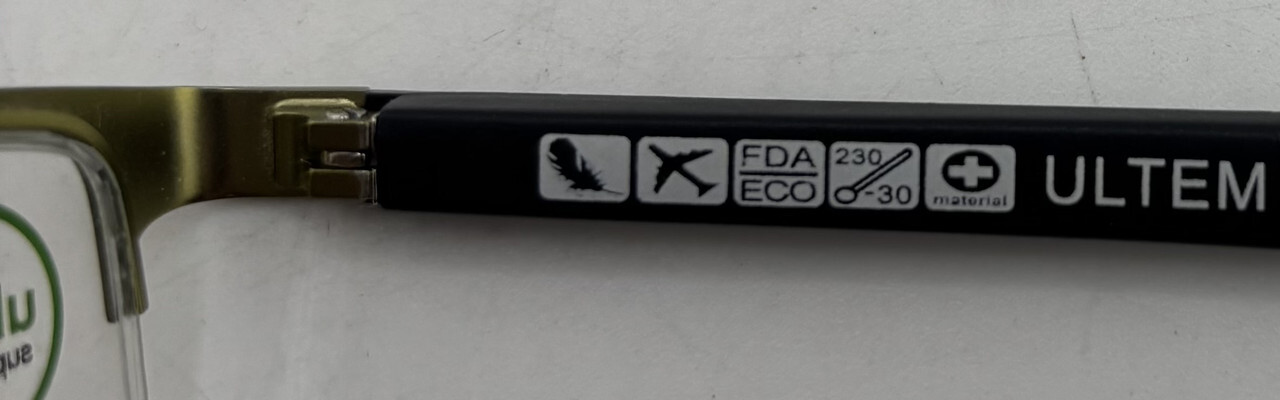 FDA
ECO
230
-30
material
ULTEM